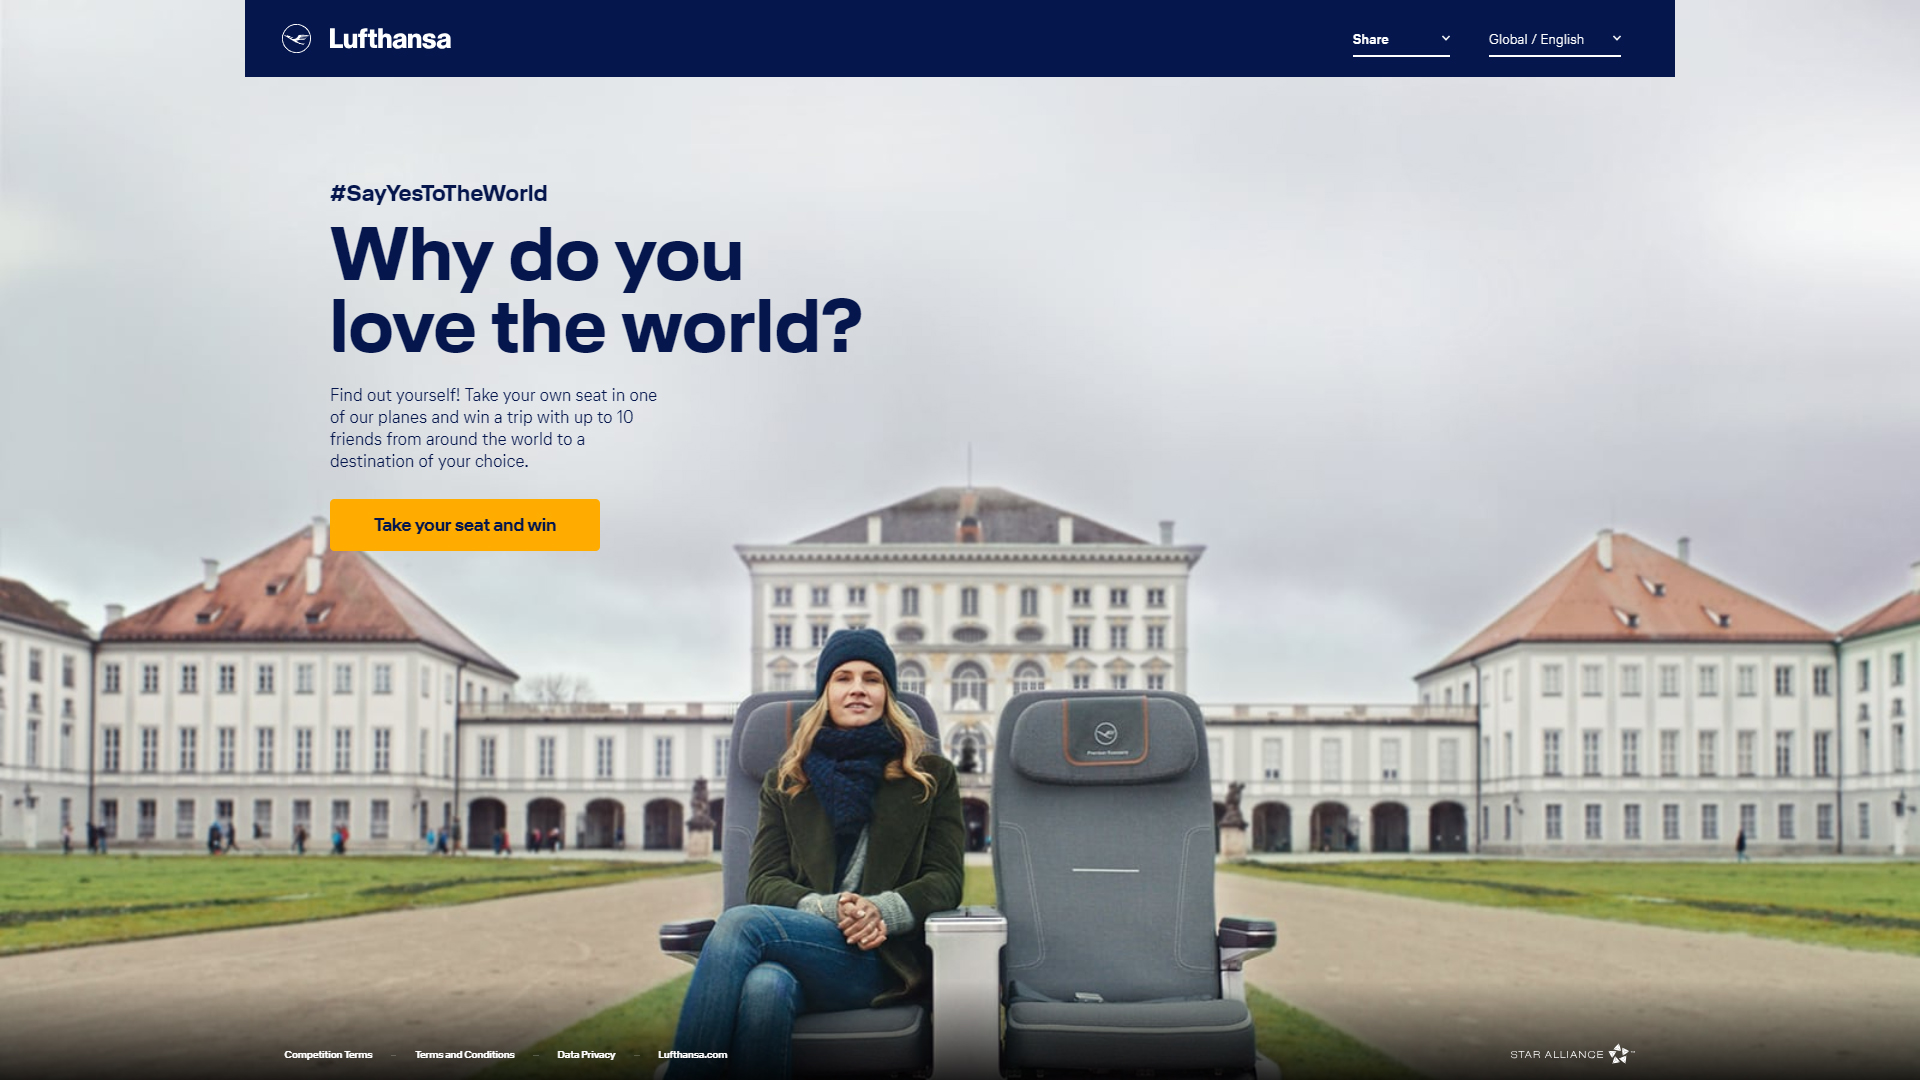 Lufthansa
Share
Global / English
#SayYesToTheWorld
Why do you
love the world?
Find out yourself! Take your own seat in one
of our planes and win a trip with up to 10
friends from around the world to a
destination of your choice.
Take your seat and win
Competition Terms – Terms and Conditions – Data Privacy – Lufthansa.com
STAR ALLIANCE